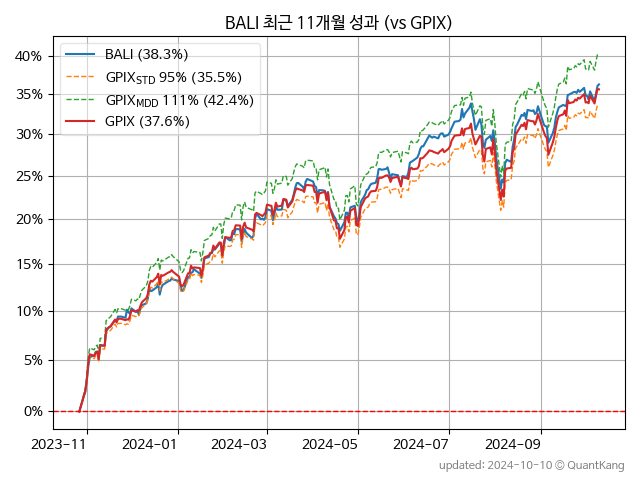 BALI 최근 11개월 성과 (vs GPIX)
BALI (38.3%)
GPIX_STD 95% (35.5%)
GPIX_MDD 111% (42.4%)
GPIX (37.6%)
40%
35%
30%
25%
20%
15%
10%
5%
0%
2023-11 2024-01 2024-03 2024-05 2024-07 2024-09
updated: 2024-10-10 © QuantKang